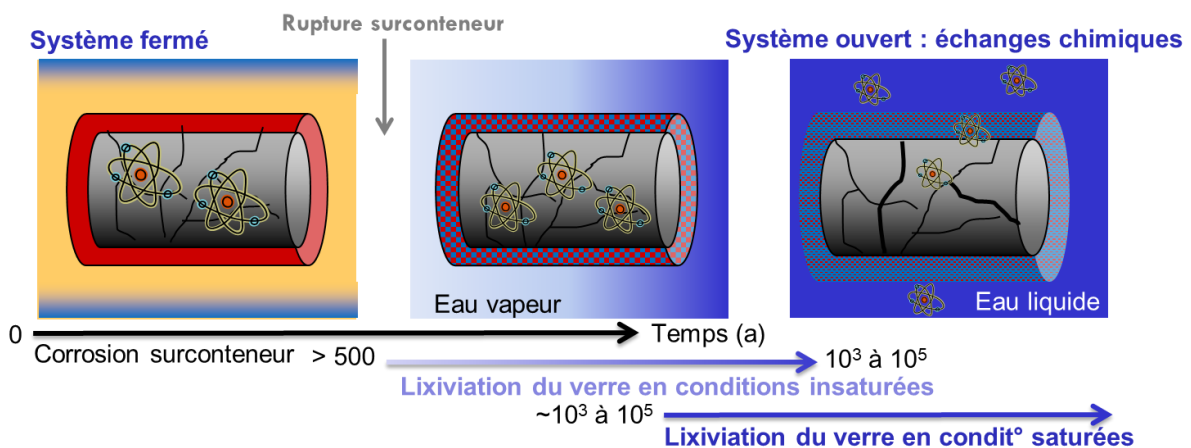 Rupture surconteneur
Système fermé
Système ouvert : échanges chimiques
Eau vapeur
Eau liquide
0
Temps (a)
Corrosion surconteneur > 500
10³ à 10⁵
Lixiviation du verre en conditions insaturées
~10³ à 10⁵
Lixiviation du verre en condit° saturées